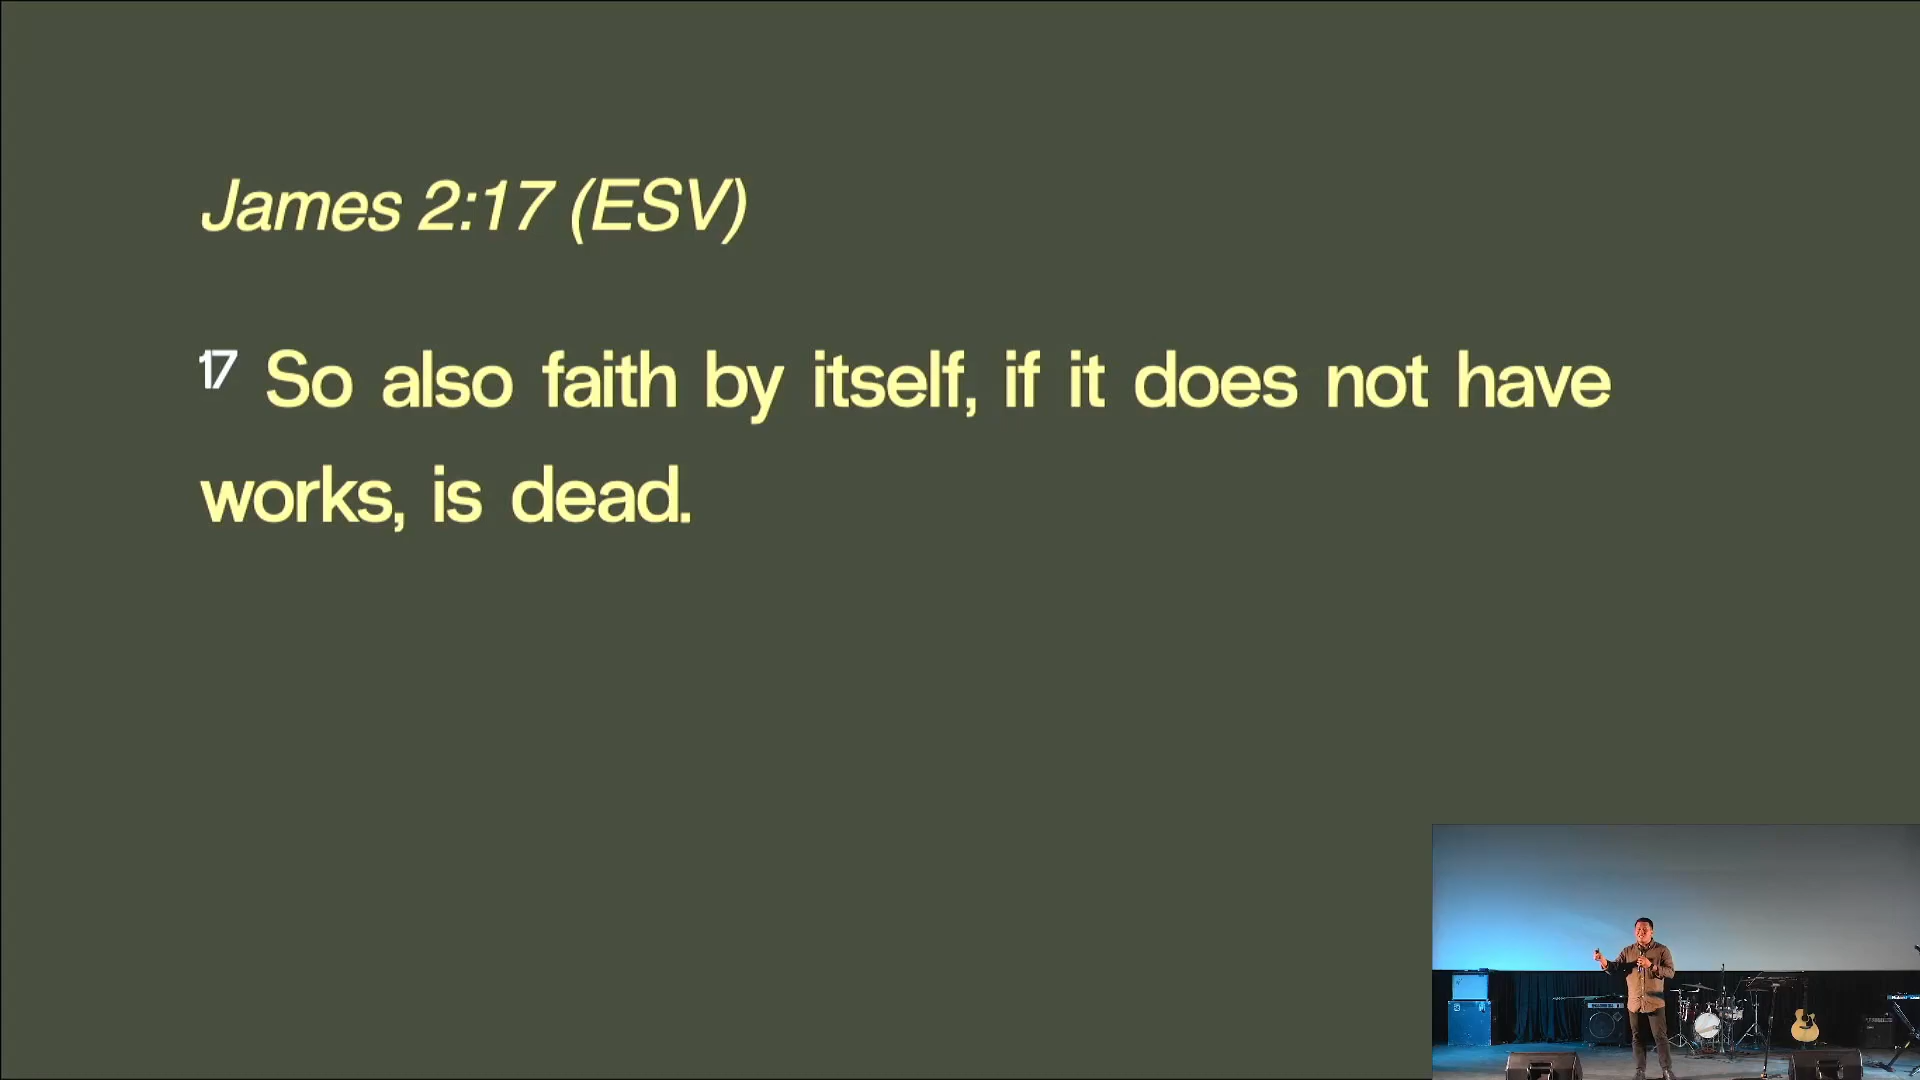 James 2:17 (ESV)
17 So also faith by itself, if it does not have
works, is dead.